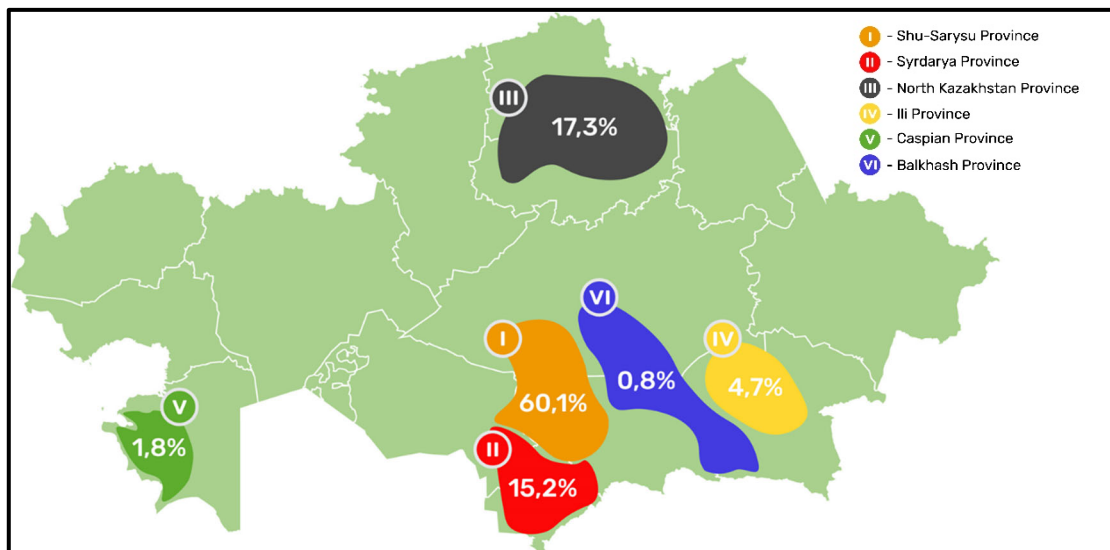 I - Shu-Sarysu Province
II - Syrdarya Province
III - North Kazakhstan Province
IV - Ili Province
V - Caspian Province
VI - Balkhash Province
III
17,3%
VI
I
IV
0,8%
4,7%
60,1%
V
1,8%
II
15,2%